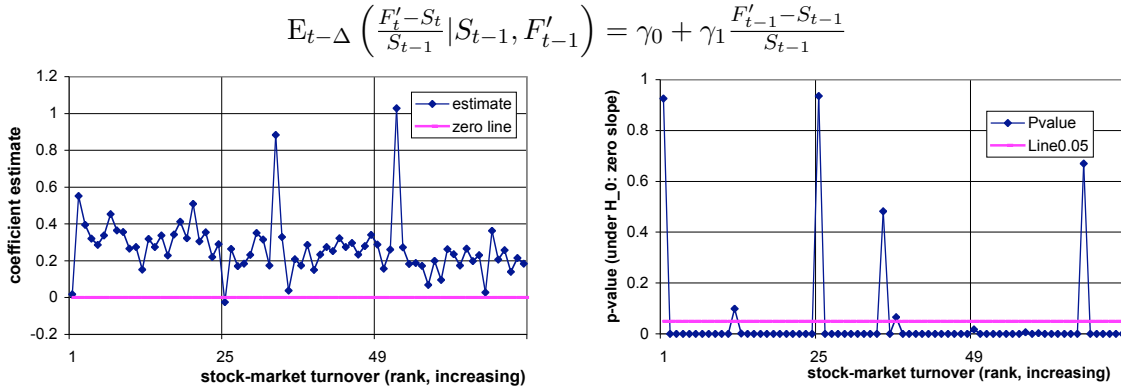 E_{t−Δ} ( \frac{F'_t − S_t}{S_{t−1}} | S_{t−1}, F'_{t−1} ) = γ_0 + γ_1 \frac{F'_{t−1} − S_{t−1}}{S_{t−1}}
coefficient estimate
1.2
1
0.8
0.6
0.4
0.2
0
-0.2
estimate
zero line
1
25
49
stock-market turnover (rank, increasing)
p-value (under H_0: zero slope)
1
0.8
0.6
0.4
0.2
0
Pvalue
Line0.05
1
25
49
stock-market turnover (rank, increasing)